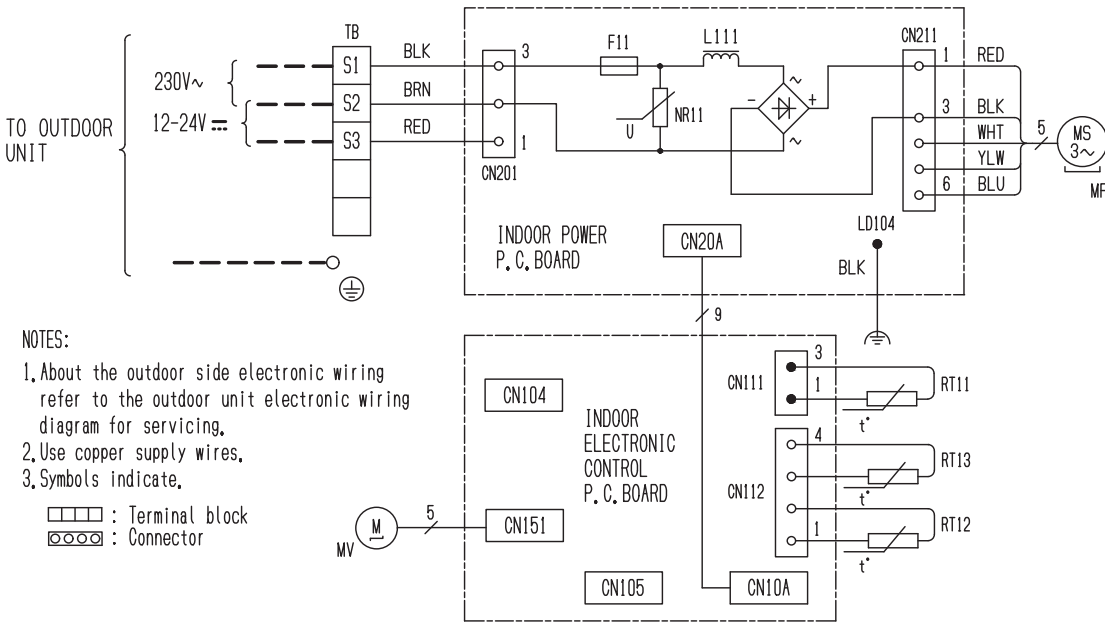 TO OUTDOOR
UNIT
230V~
12-24V
TB
S1
S2
S3
BLK
BRN
RED
3
1
CN201
F11
L111
NR11
U
~
-
+
~
CN211
1
3
6
RED
BLK
WHT
YLW
BLU
5
MS
3~
MF
INDOOR POWER
P.C.BOARD
CN20A
LD104
BLK
9
NOTES:
1.About the outdoor side electronic wiring
refer to the outdoor unit electronic wiring
diagram for servicing.
2.Use copper supply wires.
3.Symbols indicate.
: Terminal block
: Connector
CN104
INDOOR
ELECTRONIC
CONTROL
P.C.BOARD
CN111
3
1
RT11
t°
CN112
4
1
RT13
t°
RT12
t°
M
MV
5
CN151
CN105
CN10A